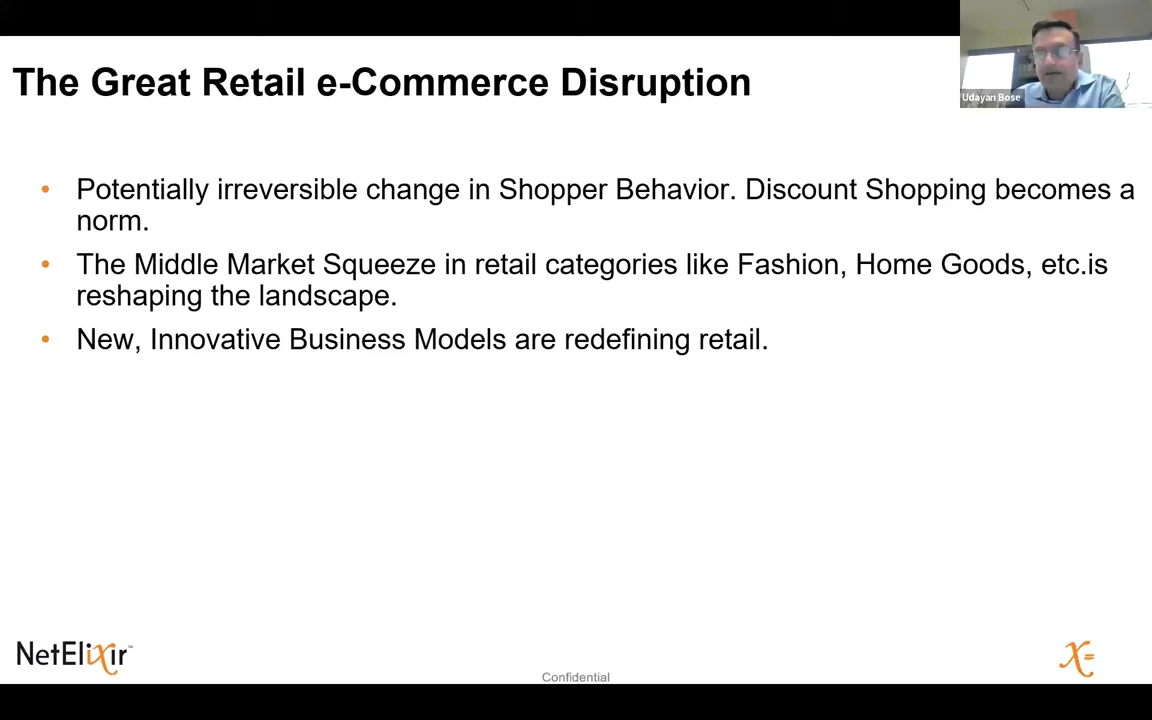 The Great Retail e-Commerce Disruption
Udayan Bose
• Potentially irreversible change in Shopper Behavior. Discount Shopping becomes a
norm.
• The Middle Market Squeeze in retail categories like Fashion, Home Goods, etc.is
reshaping the landscape.
• New, Innovative Business Models are redefining retail.
NetElixir™
X=
Confidential